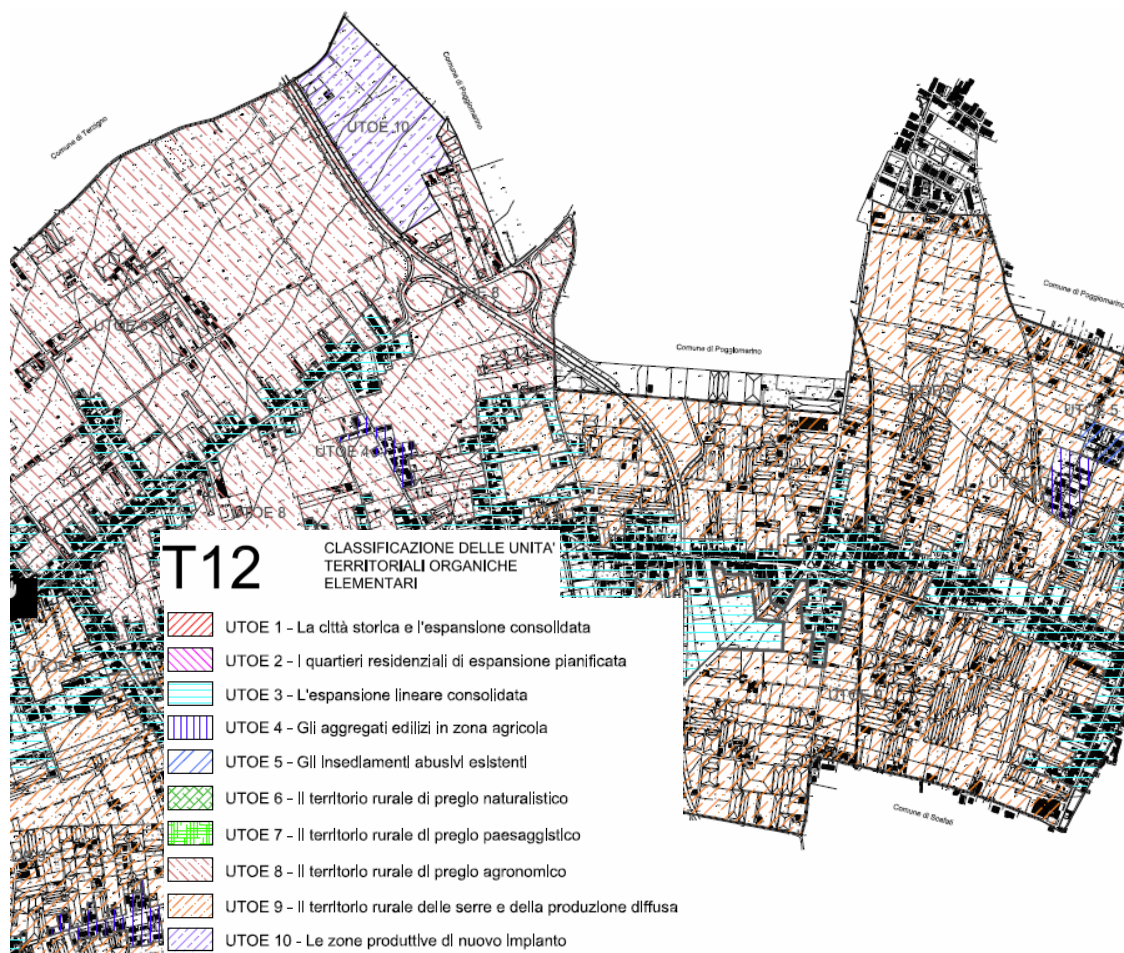 Comune di Terzigno
Comune di Poggiomarino
UTOE 10
Comune di Poggiomarino
Comune di Poggiomarino
UTOE 5
UTOE 4
UTOE 8
UTOE 9
T12
CLASSIFICAZIONE DELLE UNITA'
TERRITORIALI ORGANICHE
ELEMENTARI
UTOE 1 - La città storica e l'espansione consolidata
UTOE 2 - I quartieri residenziali di espansione pianificata
UTOE 3 - L'espansione lineare consolidata
UTOE 4 - Gli aggregati edilizi in zona agricola
UTOE 5 - Gli insediamenti abusivi esistenti
UTOE 6 - Il territorio rurale di pregio naturalistico
UTOE 7 - Il territorio rurale di pregio paesaggistico
UTOE 8 - Il territorio rurale di pregio agronomico
UTOE 9 - Il territorio rurale delle serre e della produzione diffusa
UTOE 10 - Le zone produttive di nuovo impianto
Comune di Scafati